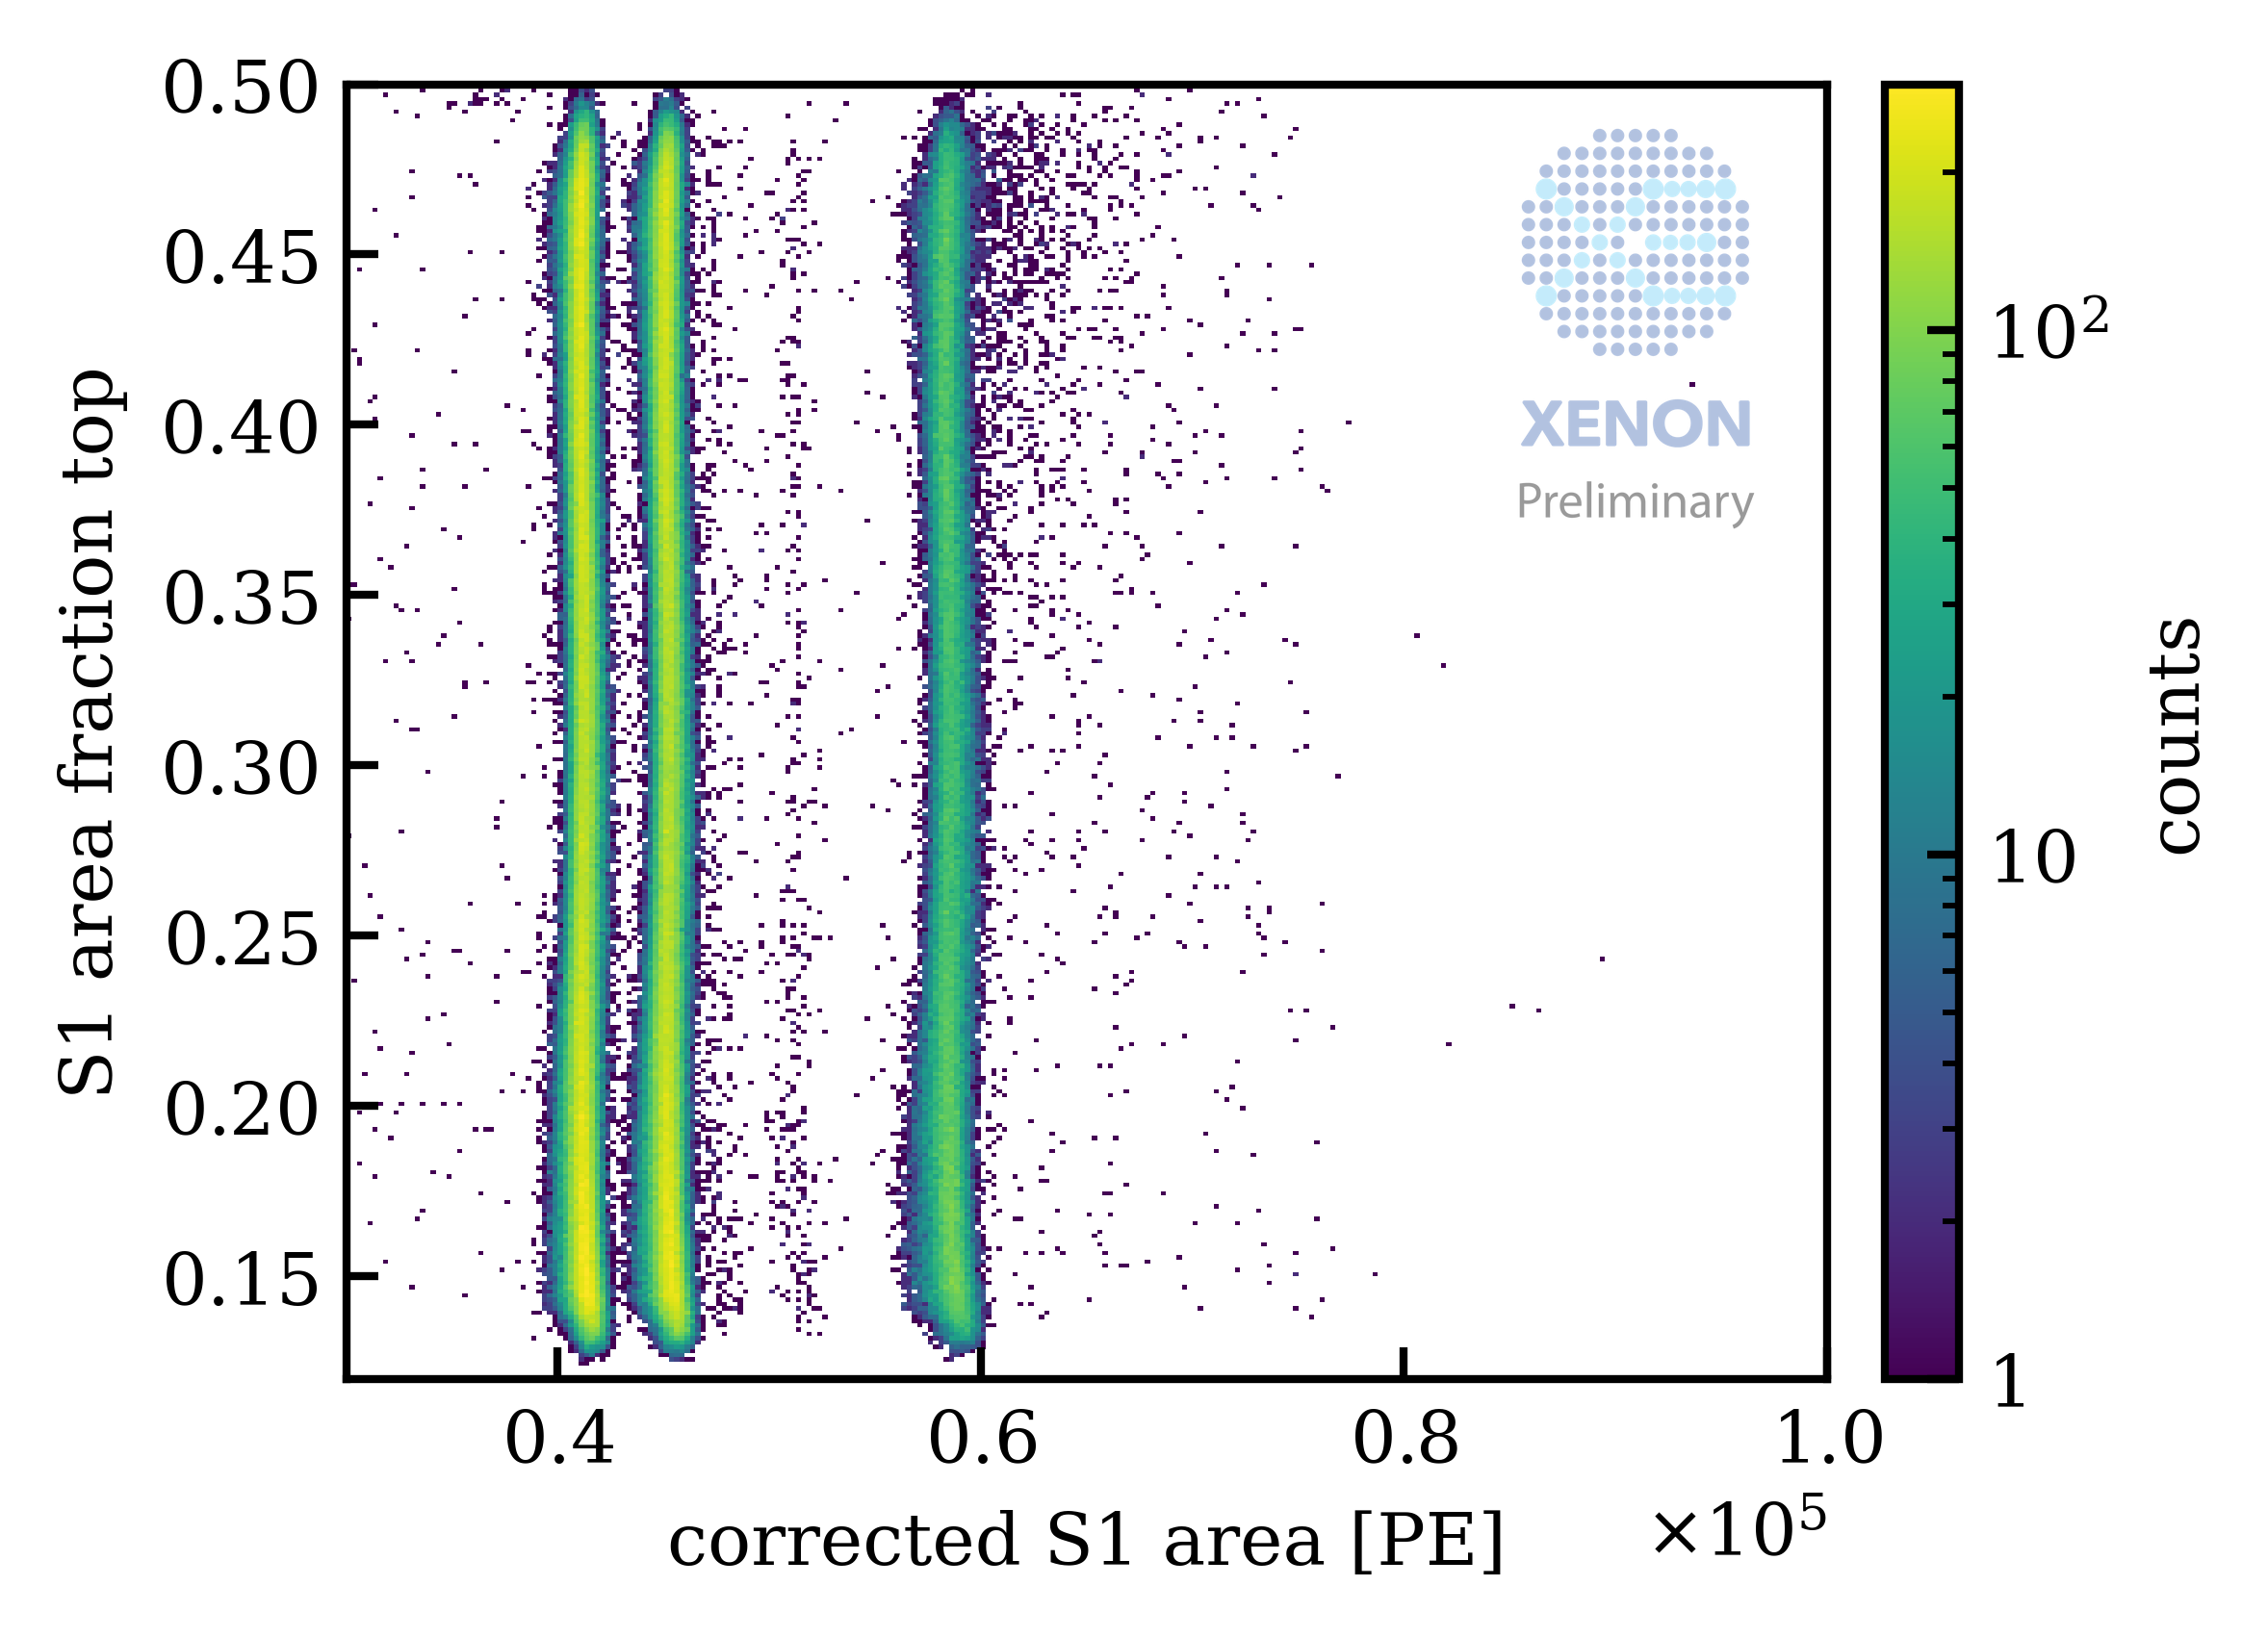 0.50
0.45
0.40
0.35
0.30
0.25
0.20
0.15
S1 area fraction top
0.4 0.6 0.8 1.0
×10⁵
corrected S1 area [PE]
XENON
Preliminary
10²
10
1
counts